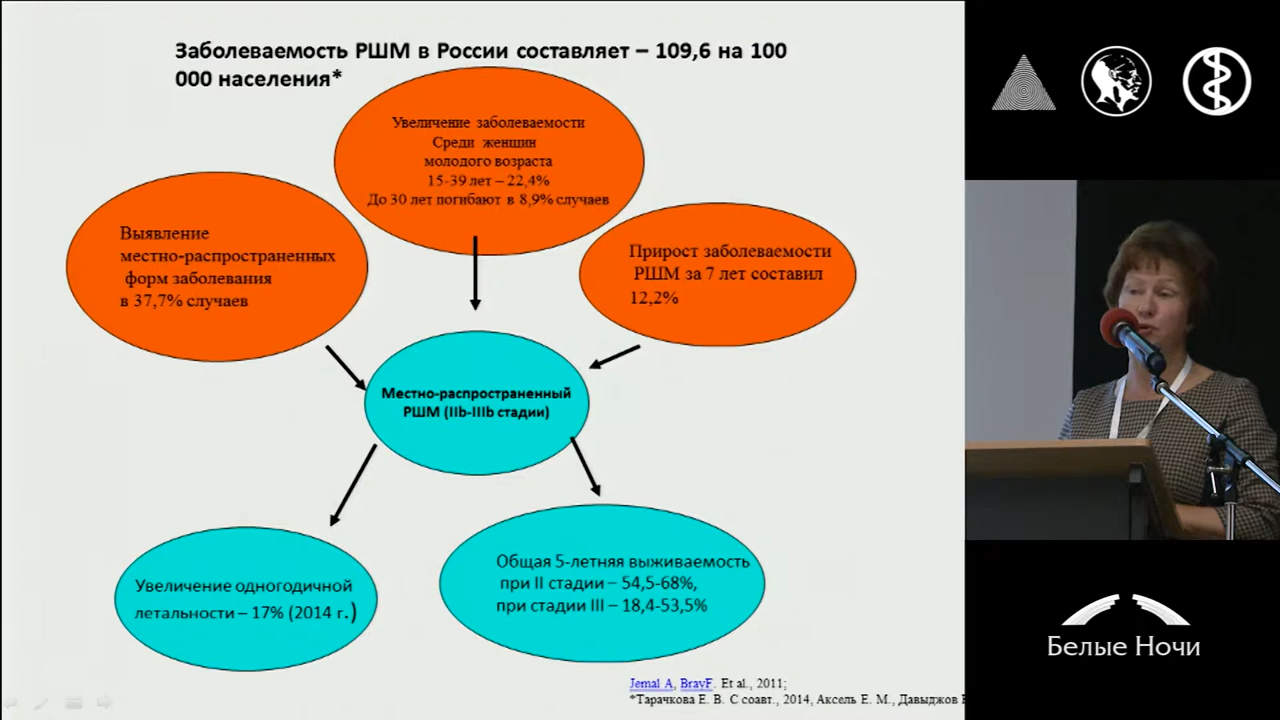 Заболеваемость РШМ в России составляет – 109,6 на 100
000 населения*
Увеличение заболеваемости
Среди женщин
молодого возраста
15-39 лет – 22,4%
До 30 лет погибают в 8,9% случаев
Выявление
местно-распространенных
форм заболевания
в 37,7% случаев
Прирост заболеваемости
РШМ за 7 лет составил
12,2%
Местно-распространенный
РШМ (IIb-IIIb стадии)
Увеличение одногодичной
летальности – 17% (2014 г.)
Общая 5-летняя выживаемость
при II стадии – 54,5-68%,
при стадии III – 18,4-53,5%
Jemal A, BrayF. Et al., 2011;
*Тарачкова Е. В. С соавт., 2014, Аксель Е. М., Давыджов
Белые Ночи